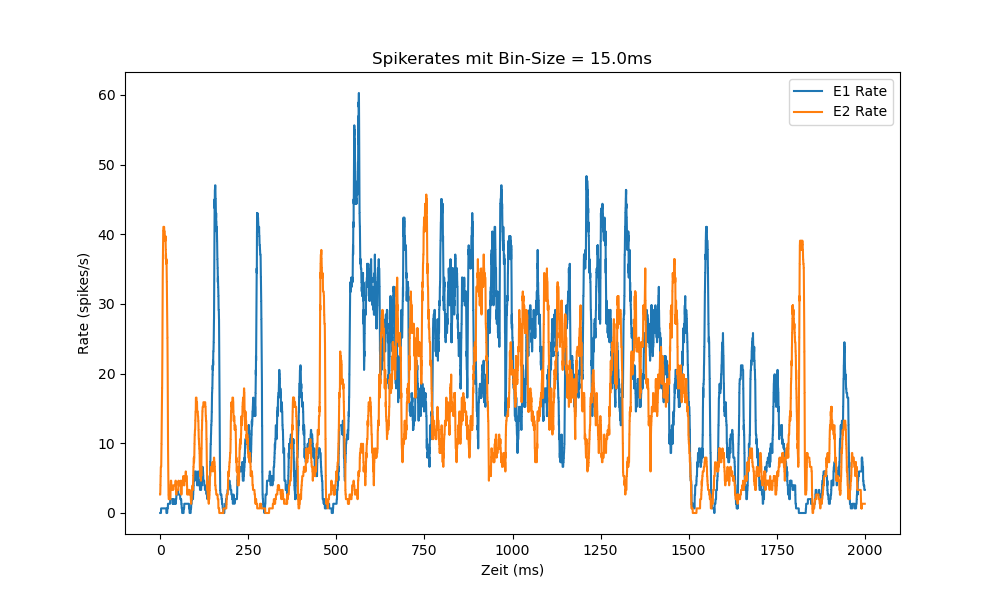 Spikerates mit Bin-Size = 15.0ms
E1 Rate
E2 Rate
Rate (spikes/s)
60
50
40
30
20
10
0
0 250 500 750 1000 1250 1500 1750 2000
Zeit (ms)